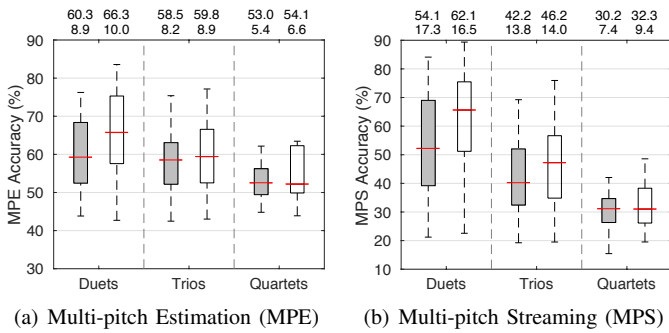 60.3 66.3 58.5 59.8 53.0 54.1
8.9 10.0 8.2 8.9 5.4 6.6
90
80
70
60
50
40
30
MPE Accuracy (%)
Duets Trios Quartets
(a) Multi-pitch Estimation (MPE)
54.1 62.1 42.2 46.2 30.2 32.3
17.3 16.5 13.8 14.0 7.4 9.4
90
80
70
60
50
40
30
20
10
MPS Accuracy (%)
Duets Trios Quartets
(b) Multi-pitch Streaming (MPS)